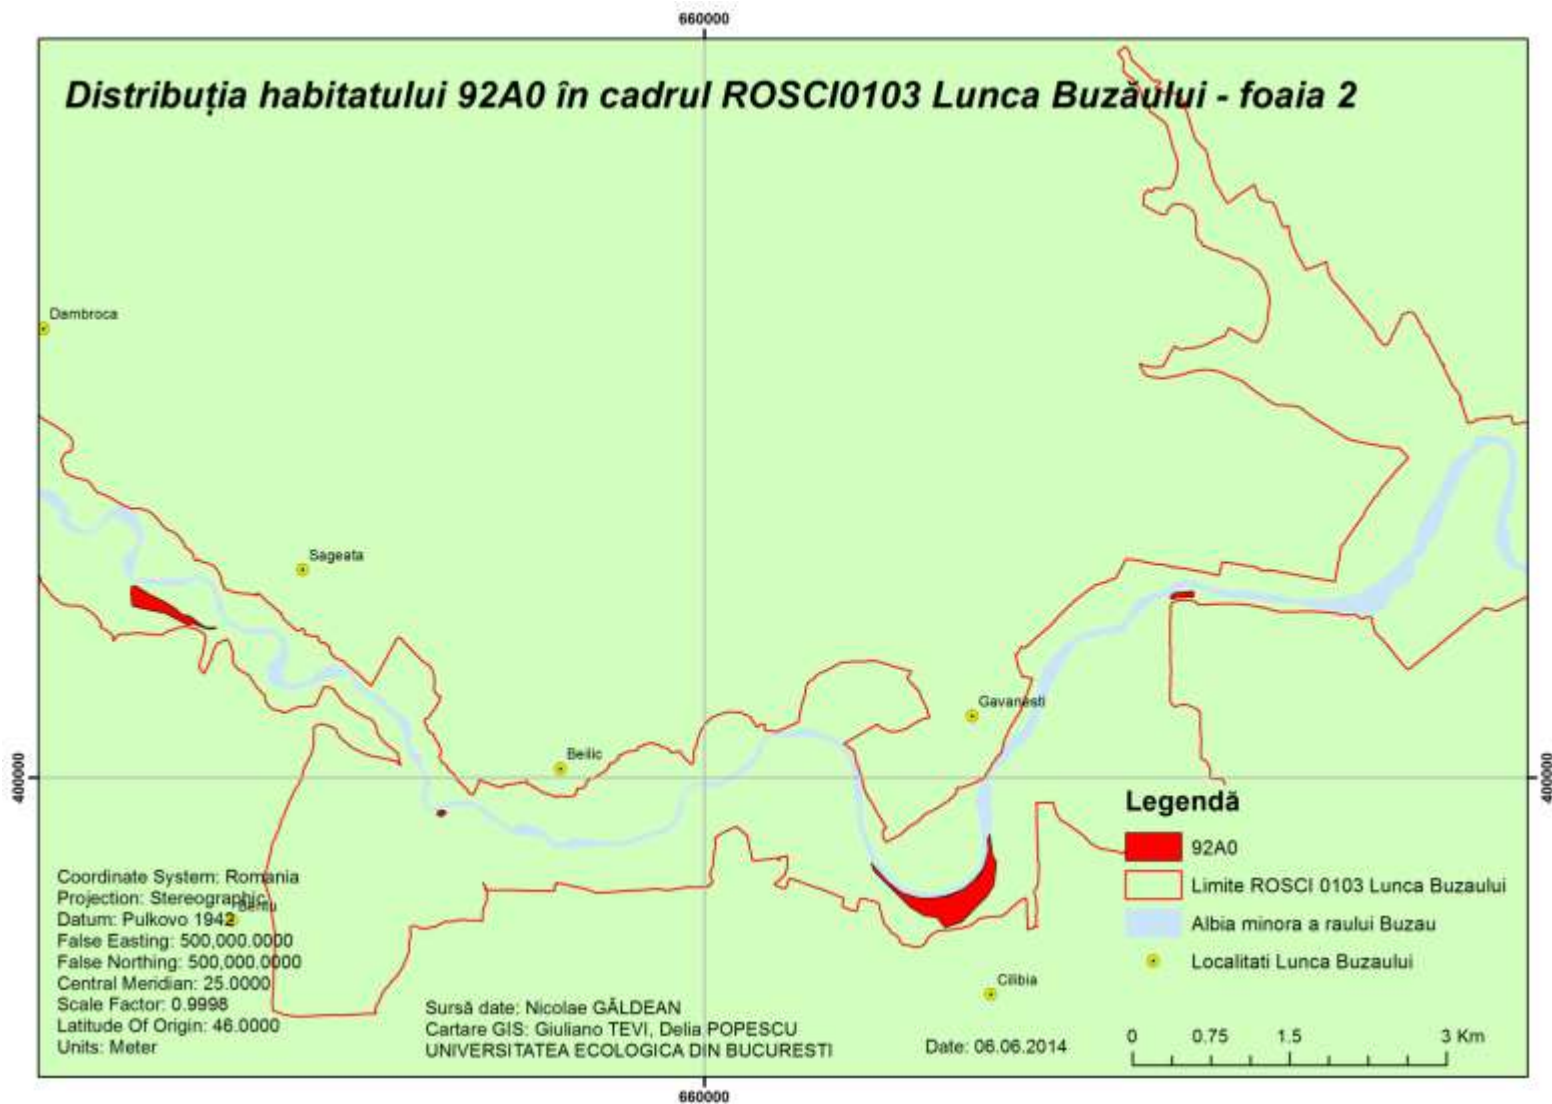 660000
Distribuția habitatului 92A0 în cadrul ROSCI0103 Lunca Buzăului - foaia 2
Dambroca
Sageata
Gavanesti
Beilic
400000
400000
Legendă
92A0
Limite ROSCI 0103 Lunca Buzaului
Albia minora a raului Buzau
Localitati Lunca Buzaului
Coordinate System: Romania
Projection: Stereographic
Datum: Pulkovo 1942
False Easting: 500,000.0000
False Northing: 500,000.0000
Central Meridian: 25.0000
Scale Factor: 0.9998
Latitude Of Origin: 46.0000
Units: Meter
Cilibia
Sursă date: Nicolae GĂLDEAN
Cartare GIS: Giuliano TEVI, Delia POPESCU
UNIVERSITATEA ECOLOGICA DIN BUCURESTI
Date: 06.06.2014
0 0.75 1.5 3 Km
660000